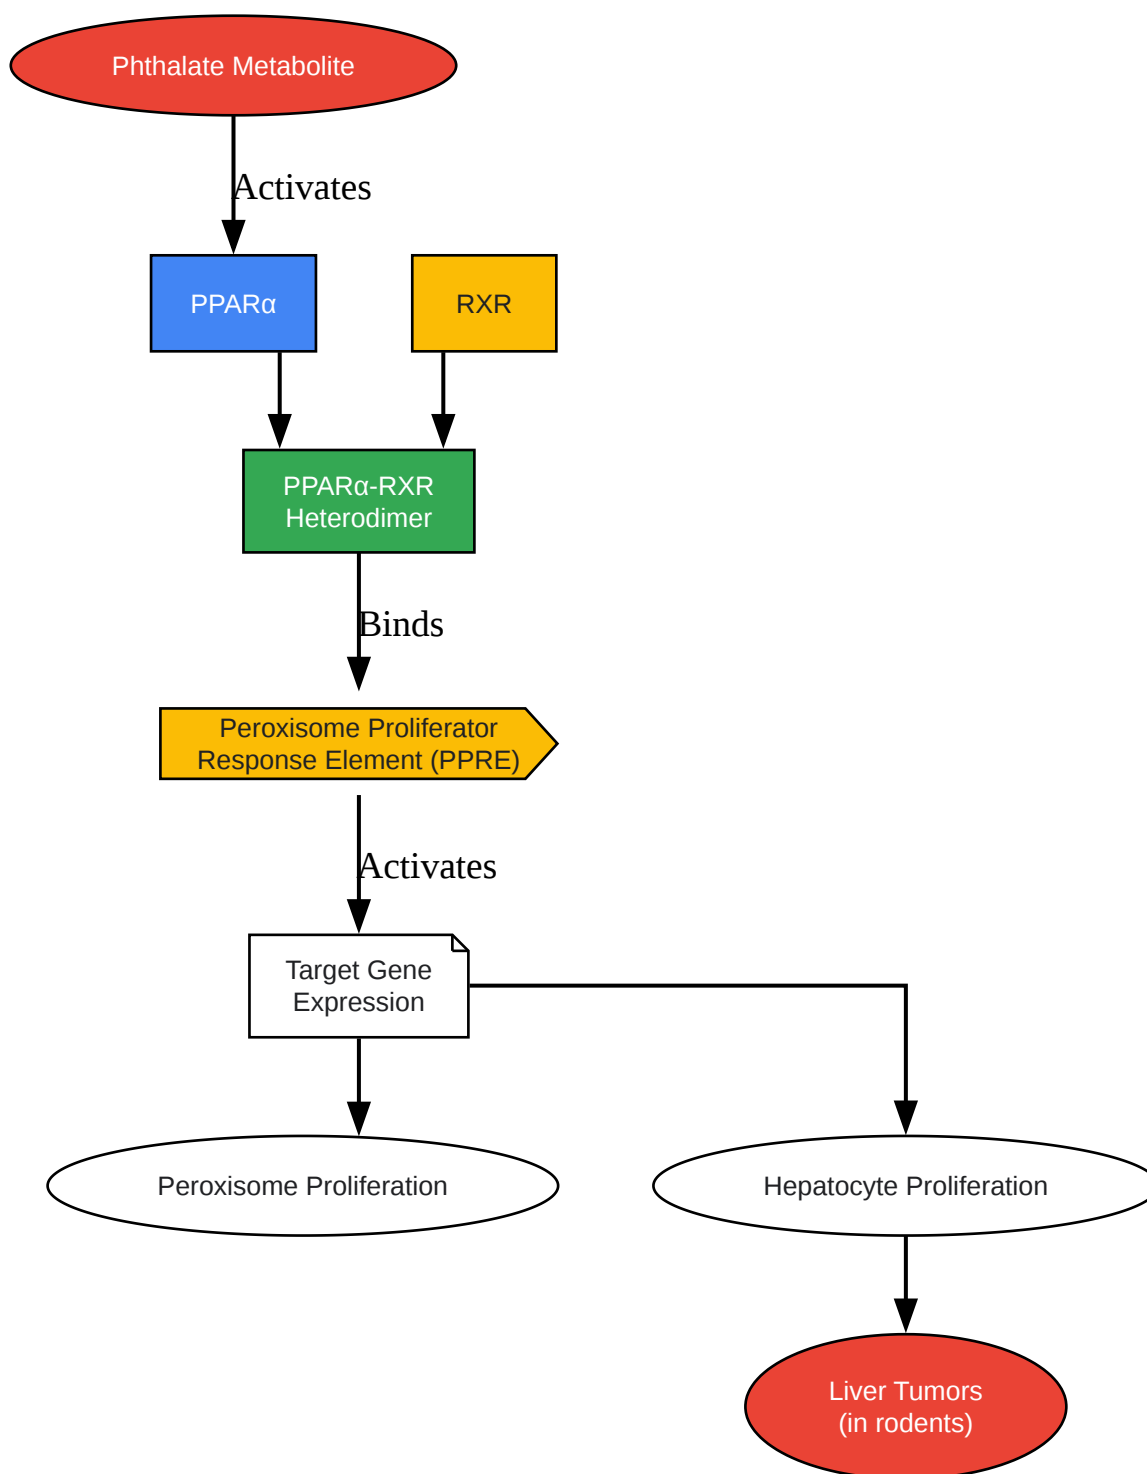 Phthalate Metabolite
Activates
PPARα
RXR
PPARα-RXR
Heterodimer
Binds
Peroxisome Proliferator
Response Element (PPRE)
Activates
Target Gene
Expression
Peroxisome Proliferation
Hepatocyte Proliferation
Liver Tumors
(in rodents)